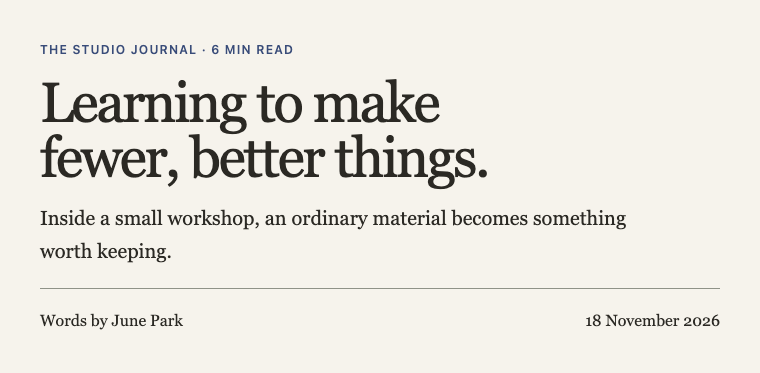 THE STUDIO JOURNAL · 6 MIN READ
Learning to make
fewer, better things.
Inside a small workshop, an ordinary material becomes something
worth keeping.
Words by June Park
18 November 2026